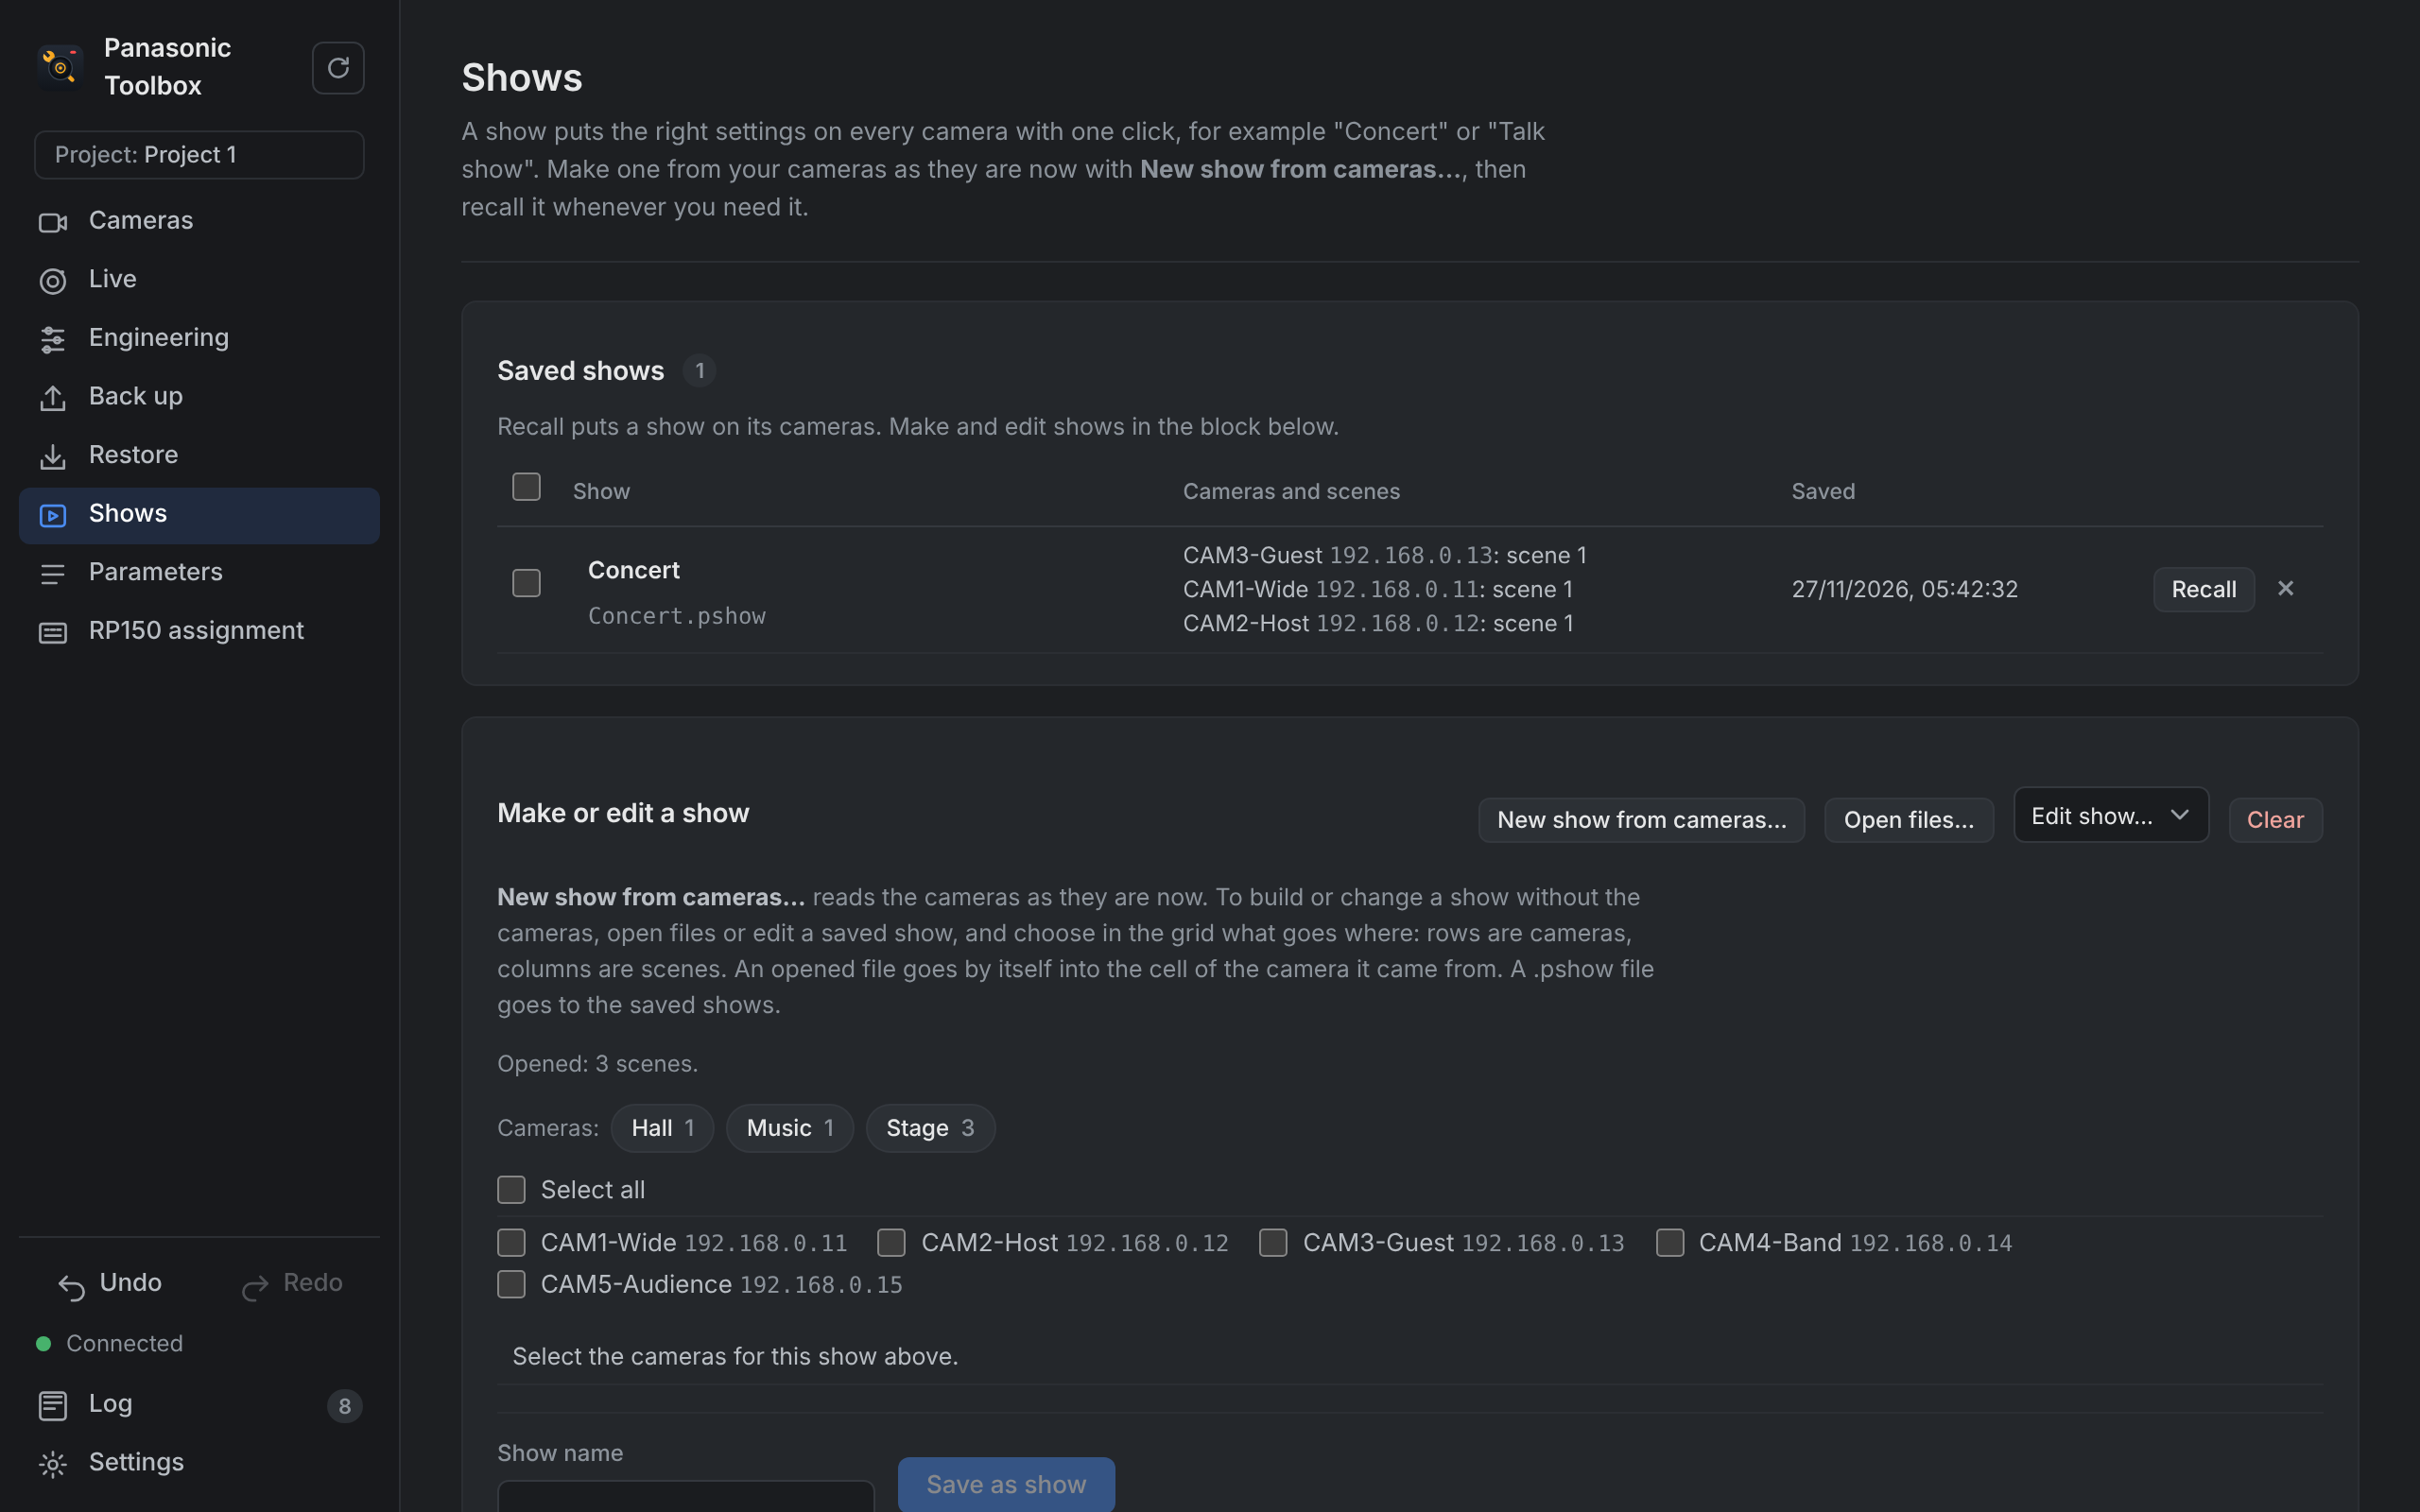 Panasonic
Toolbox
Project: Project 1
Cameras
Live
Engineering
Back up
Restore
Shows
Parameters
RP150 assignment
Undo
Redo
Connected
Log
8
Settings
Shows
A show puts the right settings on every camera with one click, for example "Concert" or "Talk
show". Make one from your cameras as they are now with New show from cameras..., then
recall it whenever you need it.
Saved shows 1
Recall puts a show on its cameras. Make and edit shows in the block below.
Show Cameras and scenes Saved
Concert
Concert.pshow
CAM3-Guest 192.168.0.13: scene 1
CAM1-Wide 192.168.0.11: scene 1
CAM2-Host 192.168.0.12: scene 1
27/11/2026, 05:42:32
Recall
Make or edit a show
New show from cameras... Open files... Edit show... Clear
New show from cameras... reads the cameras as they are now. To build or change a show without the
cameras, open files or edit a saved show, and choose in the grid what goes where: rows are cameras,
columns are scenes. An opened file goes by itself into the cell of the camera it came from. A .pshow file
goes to the saved shows.
Opened: 3 scenes.
Cameras: Hall 1 Music 1 Stage 3
Select all
CAM1-Wide 192.168.0.11 CAM2-Host 192.168.0.12 CAM3-Guest 192.168.0.13 CAM4-Band 192.168.0.14
CAM5-Audience 192.168.0.15
Select the cameras for this show above.
Show name
Save as show